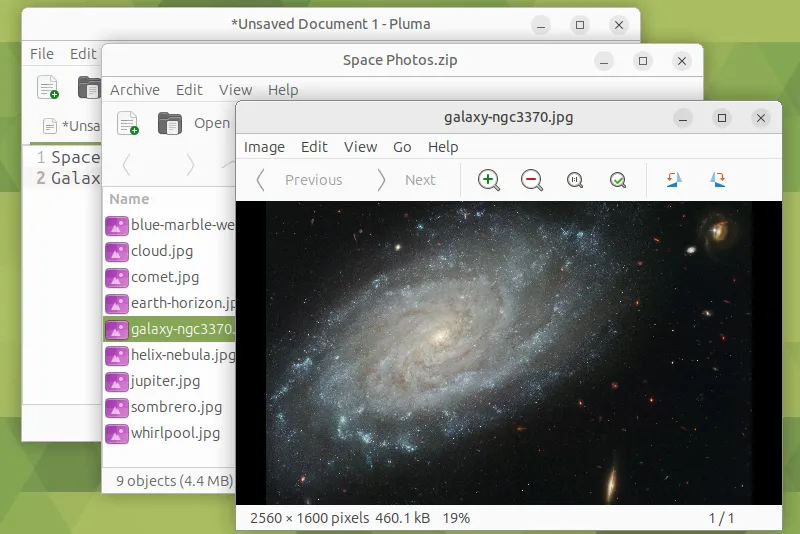 *Unsaved Document 1 - Pluma
File Edit
*Unsa
1 Space
2 Galax
Space Photos.zip
Archive Edit View Help
Open
Name
blue-marble-we
cloud.jpg
comet.jpg
earth-horizon.jp
galaxy-ngc3370.
helix-nebula.jpg
jupiter.jpg
sombrero.jpg
whirlpool.jpg
9 objects (4.4 MB)
galaxy-ngc3370.jpg
Image Edit View Go Help
Previous Next
2560 × 1600 pixels 460.1 kB 19% 1 / 1